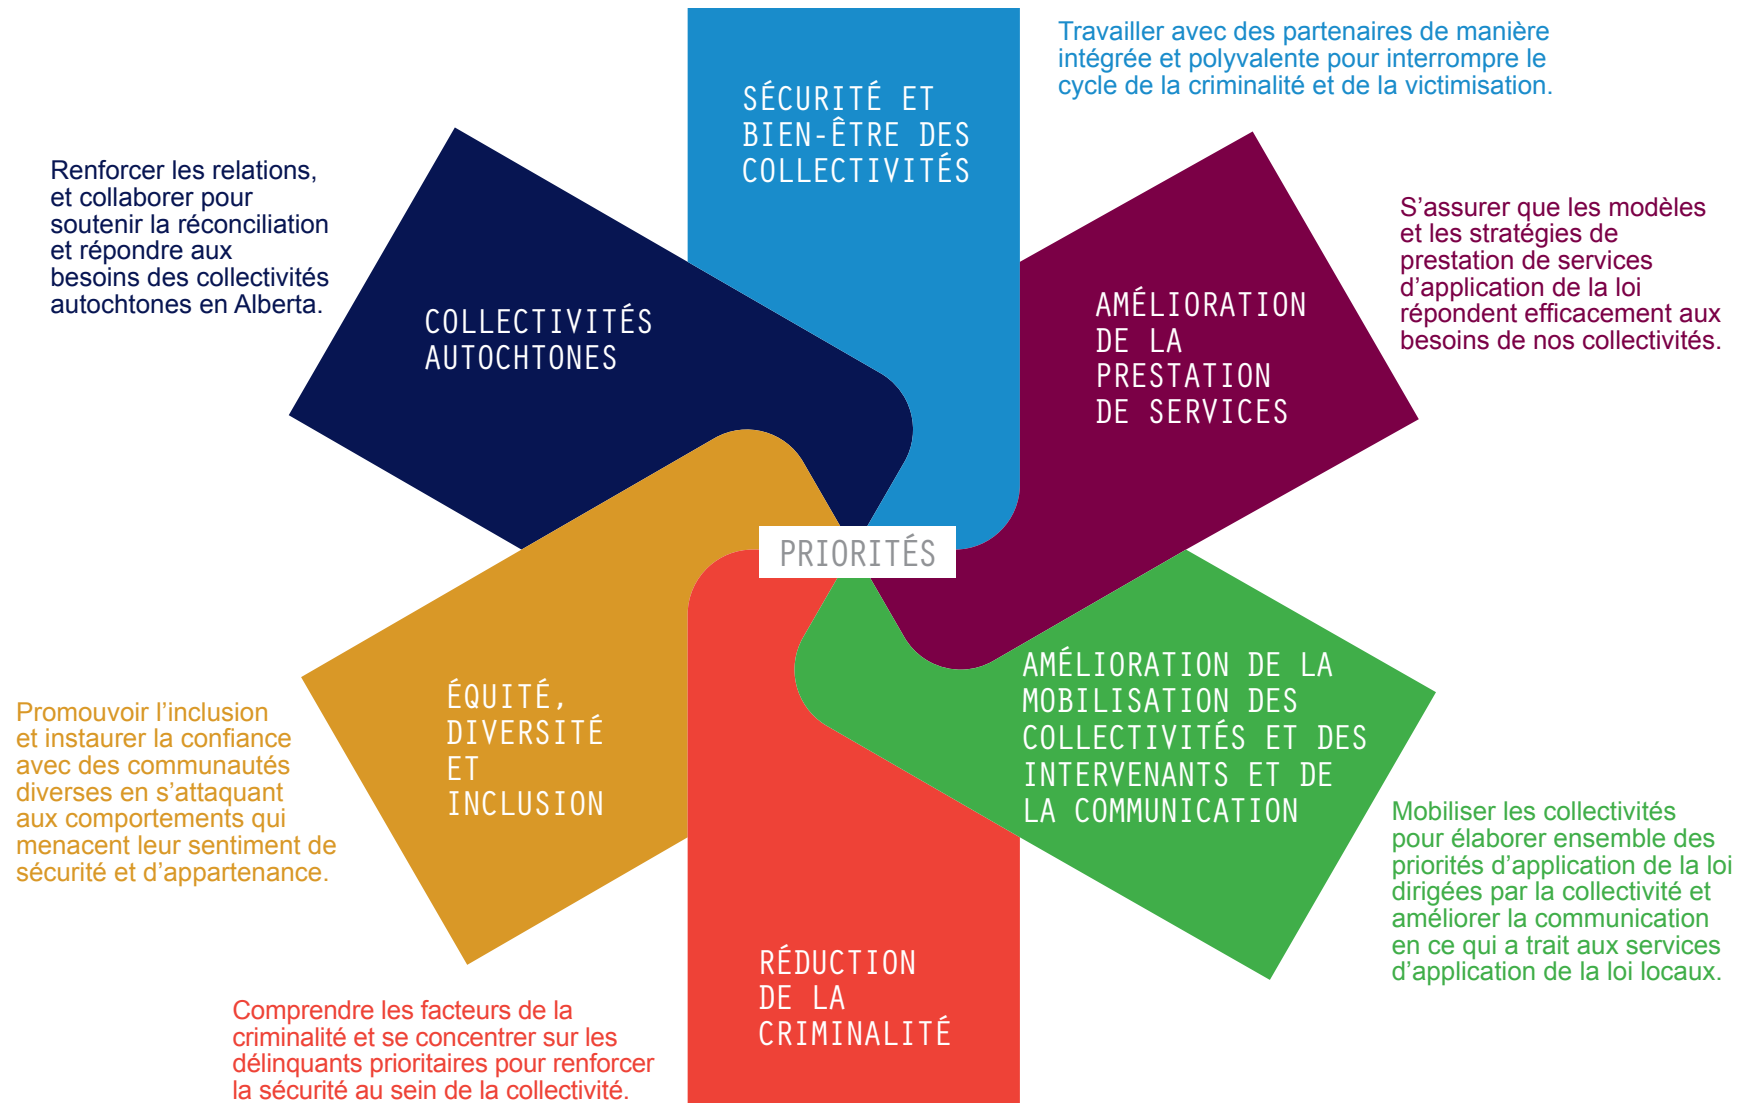 SÉCURITÉ ET
BIEN-ÊTRE DES
COLLECTIVITÉS
Travailler avec des partenaires de manière
intégrée et polyvalente pour interrompre le
cycle de la criminalité et de la victimisation.
AMÉLIORATION
DE LA
PRESTATION
DE SERVICES
S’assurer que les modèles
et les stratégies de
prestation de services
d’application de la loi
répondent efficacement aux
besoins de nos collectivités.
AMÉLIORATION DE LA
MOBILISATION DES
COLLECTIVITÉS ET DES
INTERVENANTS ET DE
LA COMMUNICATION
Mobiliser les collectivités
pour élaborer ensemble des
priorités d’application de la loi
dirigées par la collectivité et
améliorer la communication
en ce qui a trait aux services
d’application de la loi locaux.
RÉDUCTION
DE LA
CRIMINALITÉ
Comprendre les facteurs de la
criminalité et se concentrer sur les
délinquants prioritaires pour renforcer
la sécurité au sein de la collectivité.
ÉQUITÉ,
DIVERSITÉ
ET
INCLUSION
Promouvoir l’inclusion
et instaurer la confiance
avec des communautés
diverses en s’attaquant
aux comportements qui
menacent leur sentiment de
sécurité et d’appartenance.
COLLECTIVITÉS
AUTOCHTONES
Renforcer les relations,
et collaborer pour
soutenir la réconciliation
et répondre aux
besoins des collectivités
autochtones en Alberta.
PRIORITÉS